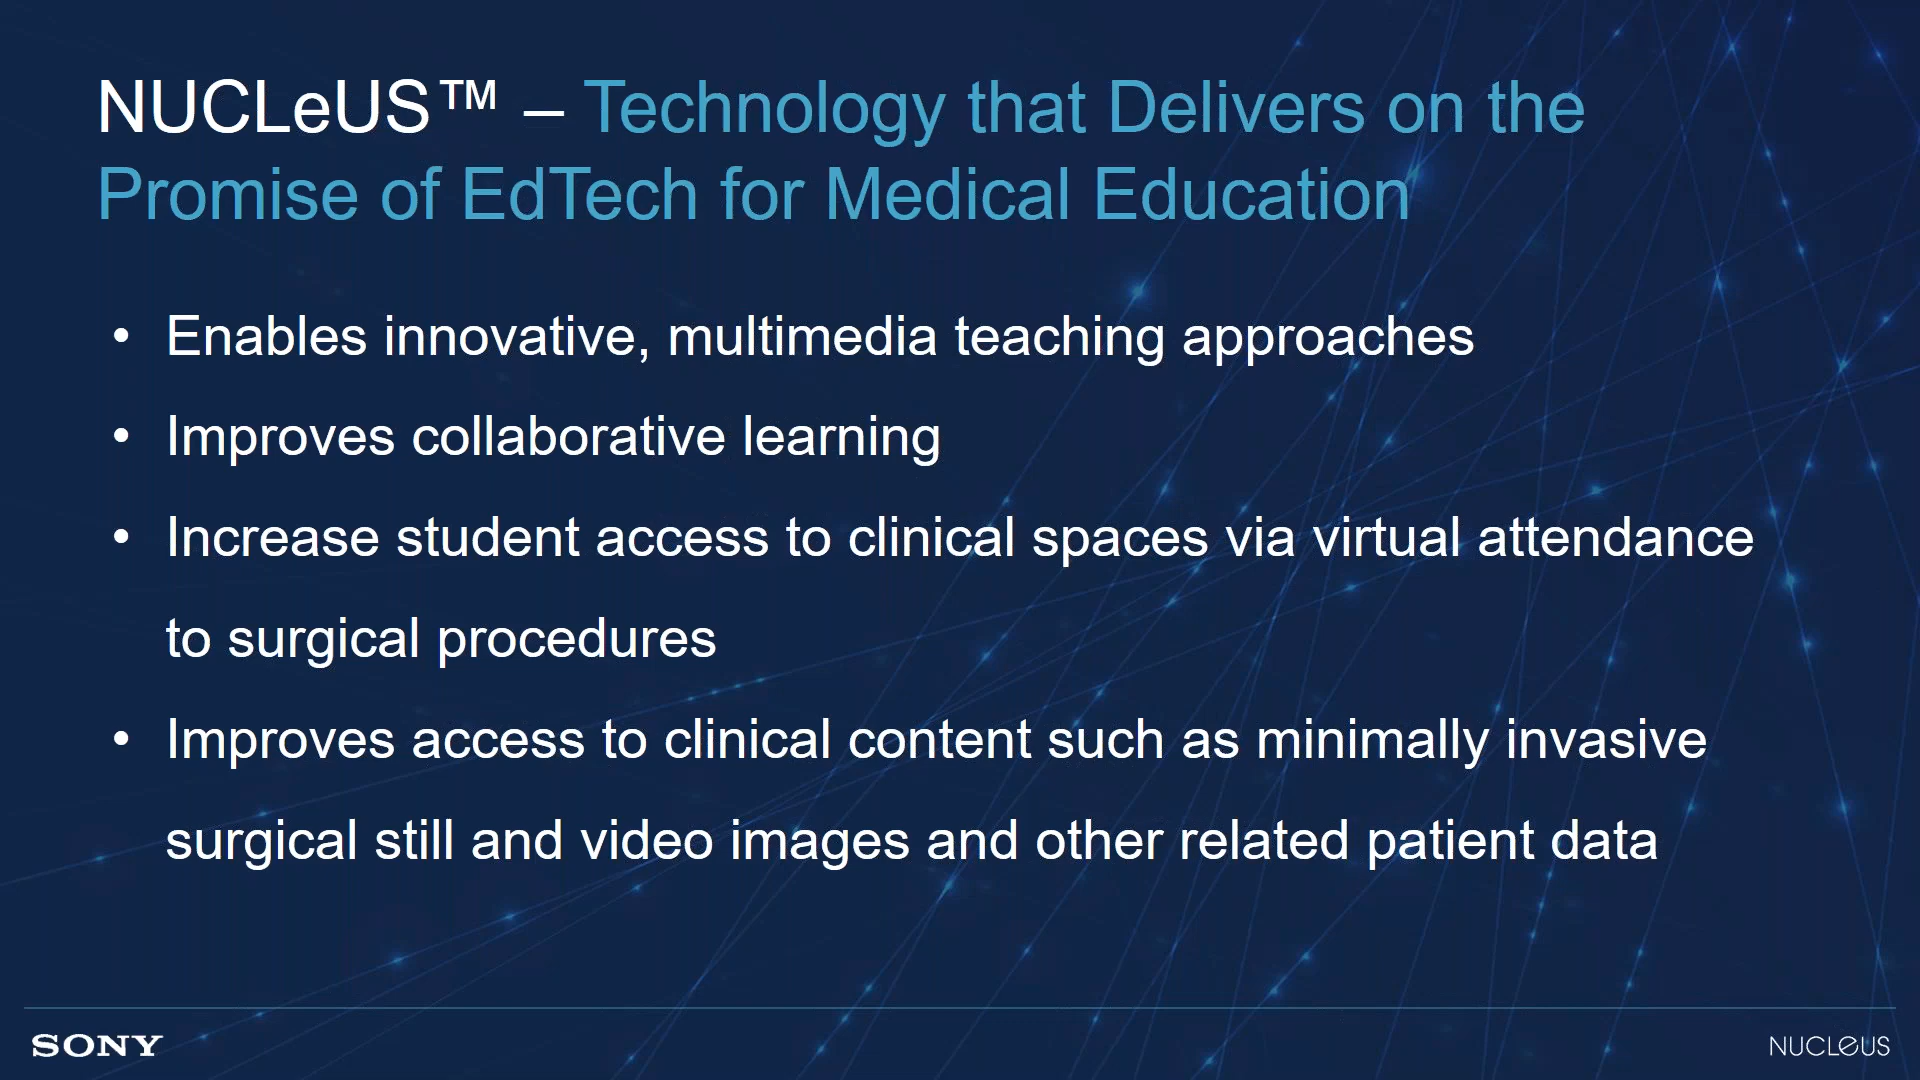 NUCLeUS™ – Technology that Delivers on the
Promise of EdTech for Medical Education
• Enables innovative, multimedia teaching approaches
• Improves collaborative learning
• Increase student access to clinical spaces via virtual attendance
to surgical procedures
• Improves access to clinical content such as minimally invasive
surgical still and video images and other related patient data
SONY
NUCLeUS